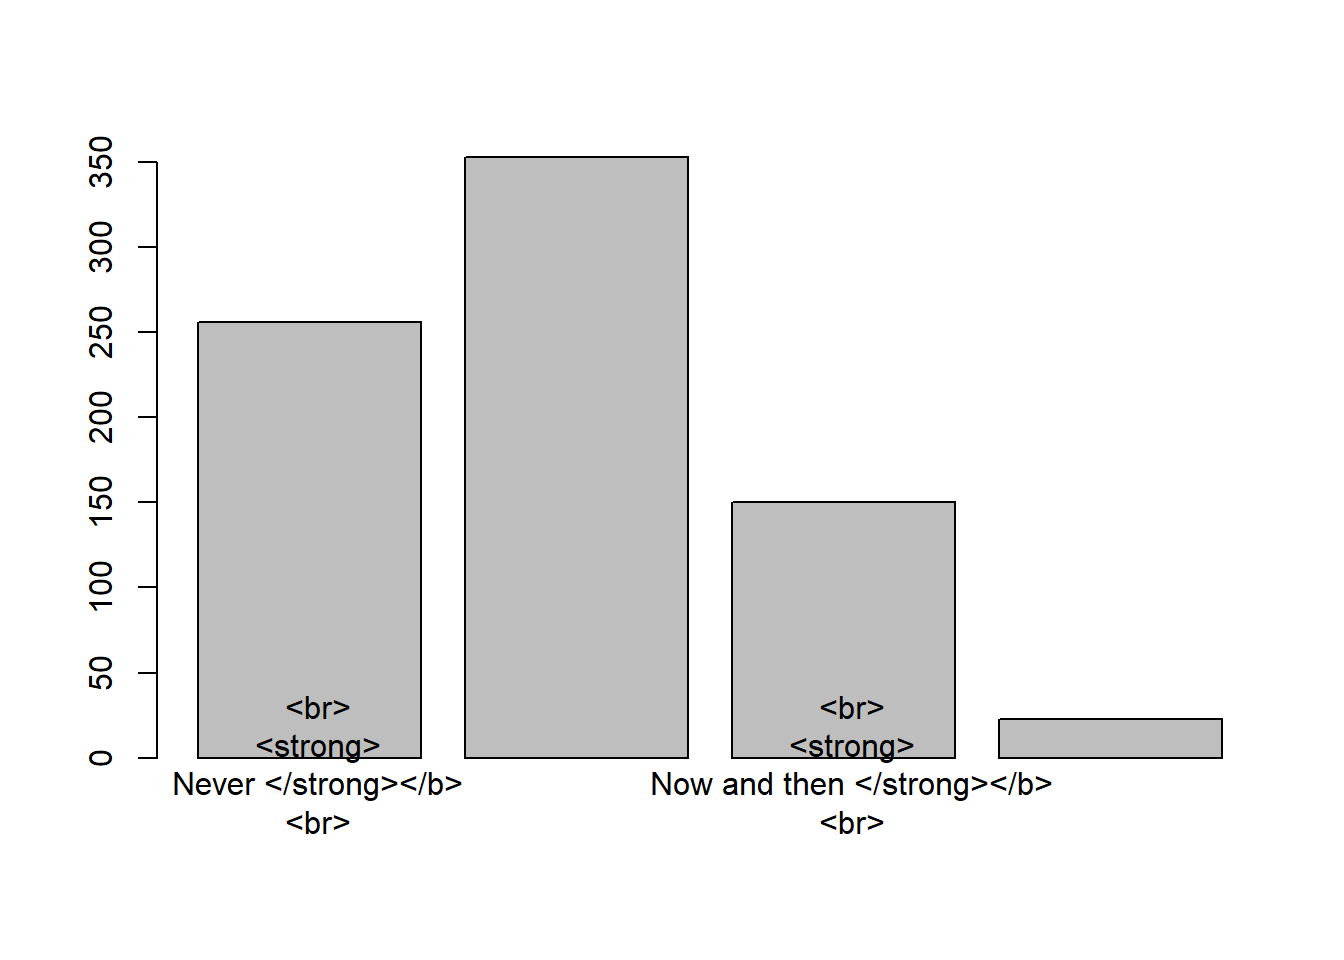 350
300
250
200
150
100
50
0
<br>
<strong>
Never </strong></b>
<br>
<br>
<strong>
Now and then </strong></b>
<br>